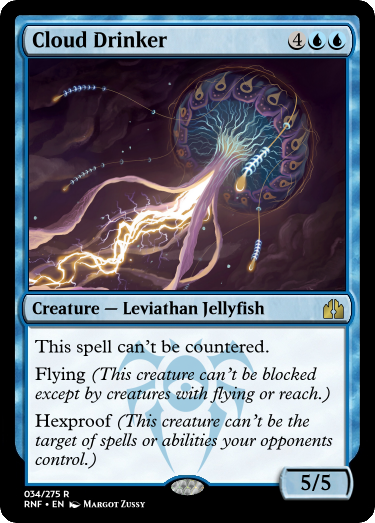 Cloud Drinker 4
Creature — Leviathan Jellyfish
This spell can't be countered.
Flying (This creature can't be blocked
except by creatures with flying or reach.)
Hexproof (This creature can't be the
target of spells or abilities your opponents
control.)
5/5
034/275 R
RNF • EN Margot Zussy